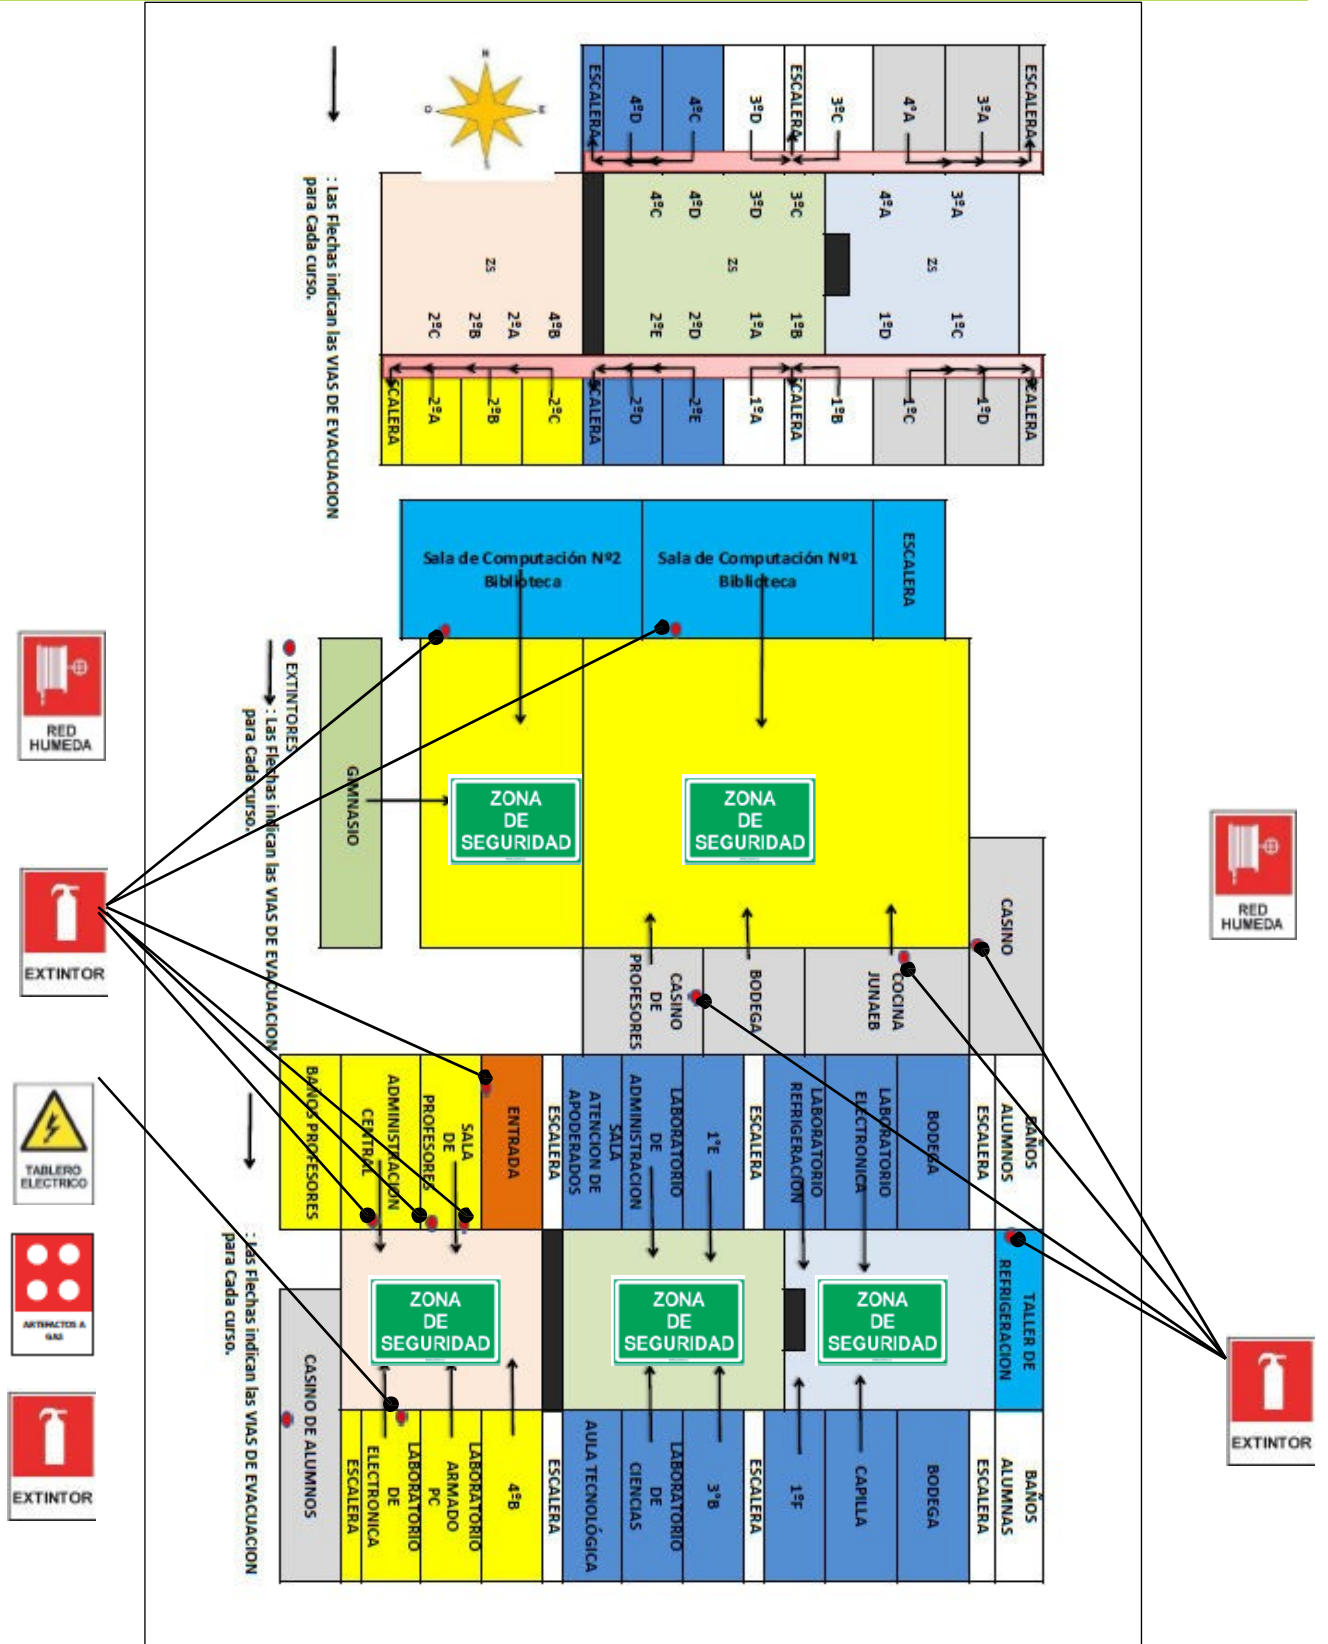 N
O
E
ESCALERA
4ºD
4ºC
3ºD
ESCALERA
3ºC
4ºA
3ºA
ESCALERA
4ºC
4ºD
3ºD
3ºC
4ºA
3ºA
ZS
ZS
ZS
2ºC
2ºB
2ºA
4ºB
2ºE
2ºD
1ºA
1ºB
1ºD
1ºC
SCALERA
2ºA
2ºB
2ºC
SCALERA
2ºD
2ºE
1ºA
CALERA
1ºB
1ºC
1ºD
CALERA
: Las Flechas indican las VIAS DE EVACUACION
para Cada curso.
Sala de Computación Nº2
Biblioteca
Sala de Computación Nº1
Biblioteca
ESCALERA
GIMNASIO
ZONA
DE
SEGURIDAD
ZONA
DE
SEGURIDAD
EXTINTORES
: Las Flechas indican las VIAS DE EVACUACION
para Cada curso.
CASINO
DE
PROFESORES
BODEGA
COCINA
JUNAEB
CASINO
BAÑOS PROFESORES
ADMINISTRACION
CENTRAL
SALA
DE
PROFESORES
ENTRADA
ESCALERA
SALA
ATENCION DE
APODERADOS
LABORATORIO
DE
ADMINISTRACION
1ºE
ESCALERA
LABORATORIO
REFRIGERACION
LABORATORIO
ELECTRONICA
BODEGA
BAÑOS
ALUMNOS
ESCALERA
ZONA
DE
SEGURIDAD
ZONA
DE
SEGURIDAD
ZONA
DE
SEGURIDAD
TALLER DE
REFRIGERACION
CASINO DE ALUMNOS
ESCALERA
LABORATORIO
DE
ELECTRONICA
LABORATORIO
ARMADO
PC
4ºB
ESCALERA
AULA TECNOLÓGICA
LABORATORIO
DE
CIENCIAS
3ºB
ESCALERA
1ºF
CAPILLA
BODEGA
BAÑOS
ALUMNAS
ESCALERA
: Las Flechas indican las VIAS DE EVACUACION
para Cada curso.
RED
HUMEDA
EXTINTOR
TABLERO
ELECTRICO
ARTEFACTOS A
GAS
EXTINTOR
RED
HUMEDA
EXTINTOR